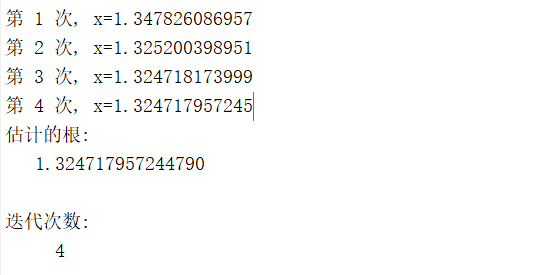 第 1 次, x=1.347826086957
第 2 次, x=1.325200398951
第 3 次, x=1.324718173999
第 4 次, x=1.324717957245
估计的根:
1.324717957244790
迭代次数:
4